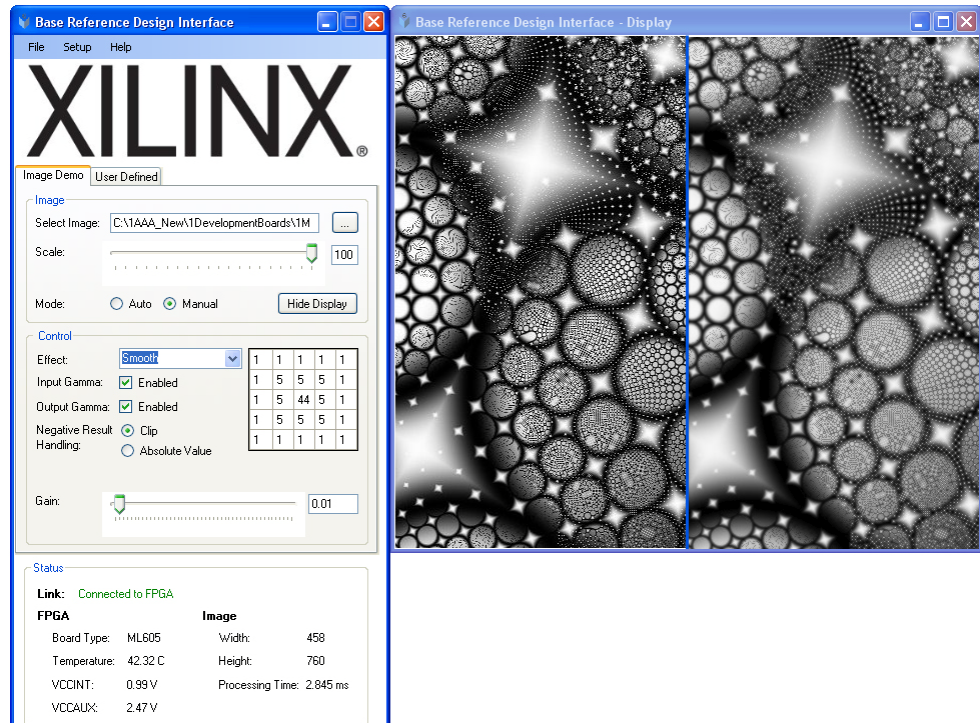 Base Reference Design Interface
File Setup Help
XILINX®
Image Demo User Defined
Image
Select Image: C:\1AAA_New\1DevelopmentBoards\1M ...
Scale: 100
Mode: Auto Manual Hide Display
Control
Effect: Smooth
Input Gamma: Enabled
Output Gamma: Enabled
Negative Result Handling: Clip
Absolute Value
1 1 1 1 1
1 5 5 5 1
1 5 44 5 1
1 5 5 5 1
1 1 1 1 1
Gain: 0.01
Status
Link: Connected to FPGA
FPGA Image
Board Type: ML605 Width: 458
Temperature: 42.32 C Height: 760
VCCINT: 0.99 V Processing Time: 2.845 ms
VCCAUX: 2.47 V
Base Reference Design Interface - Display